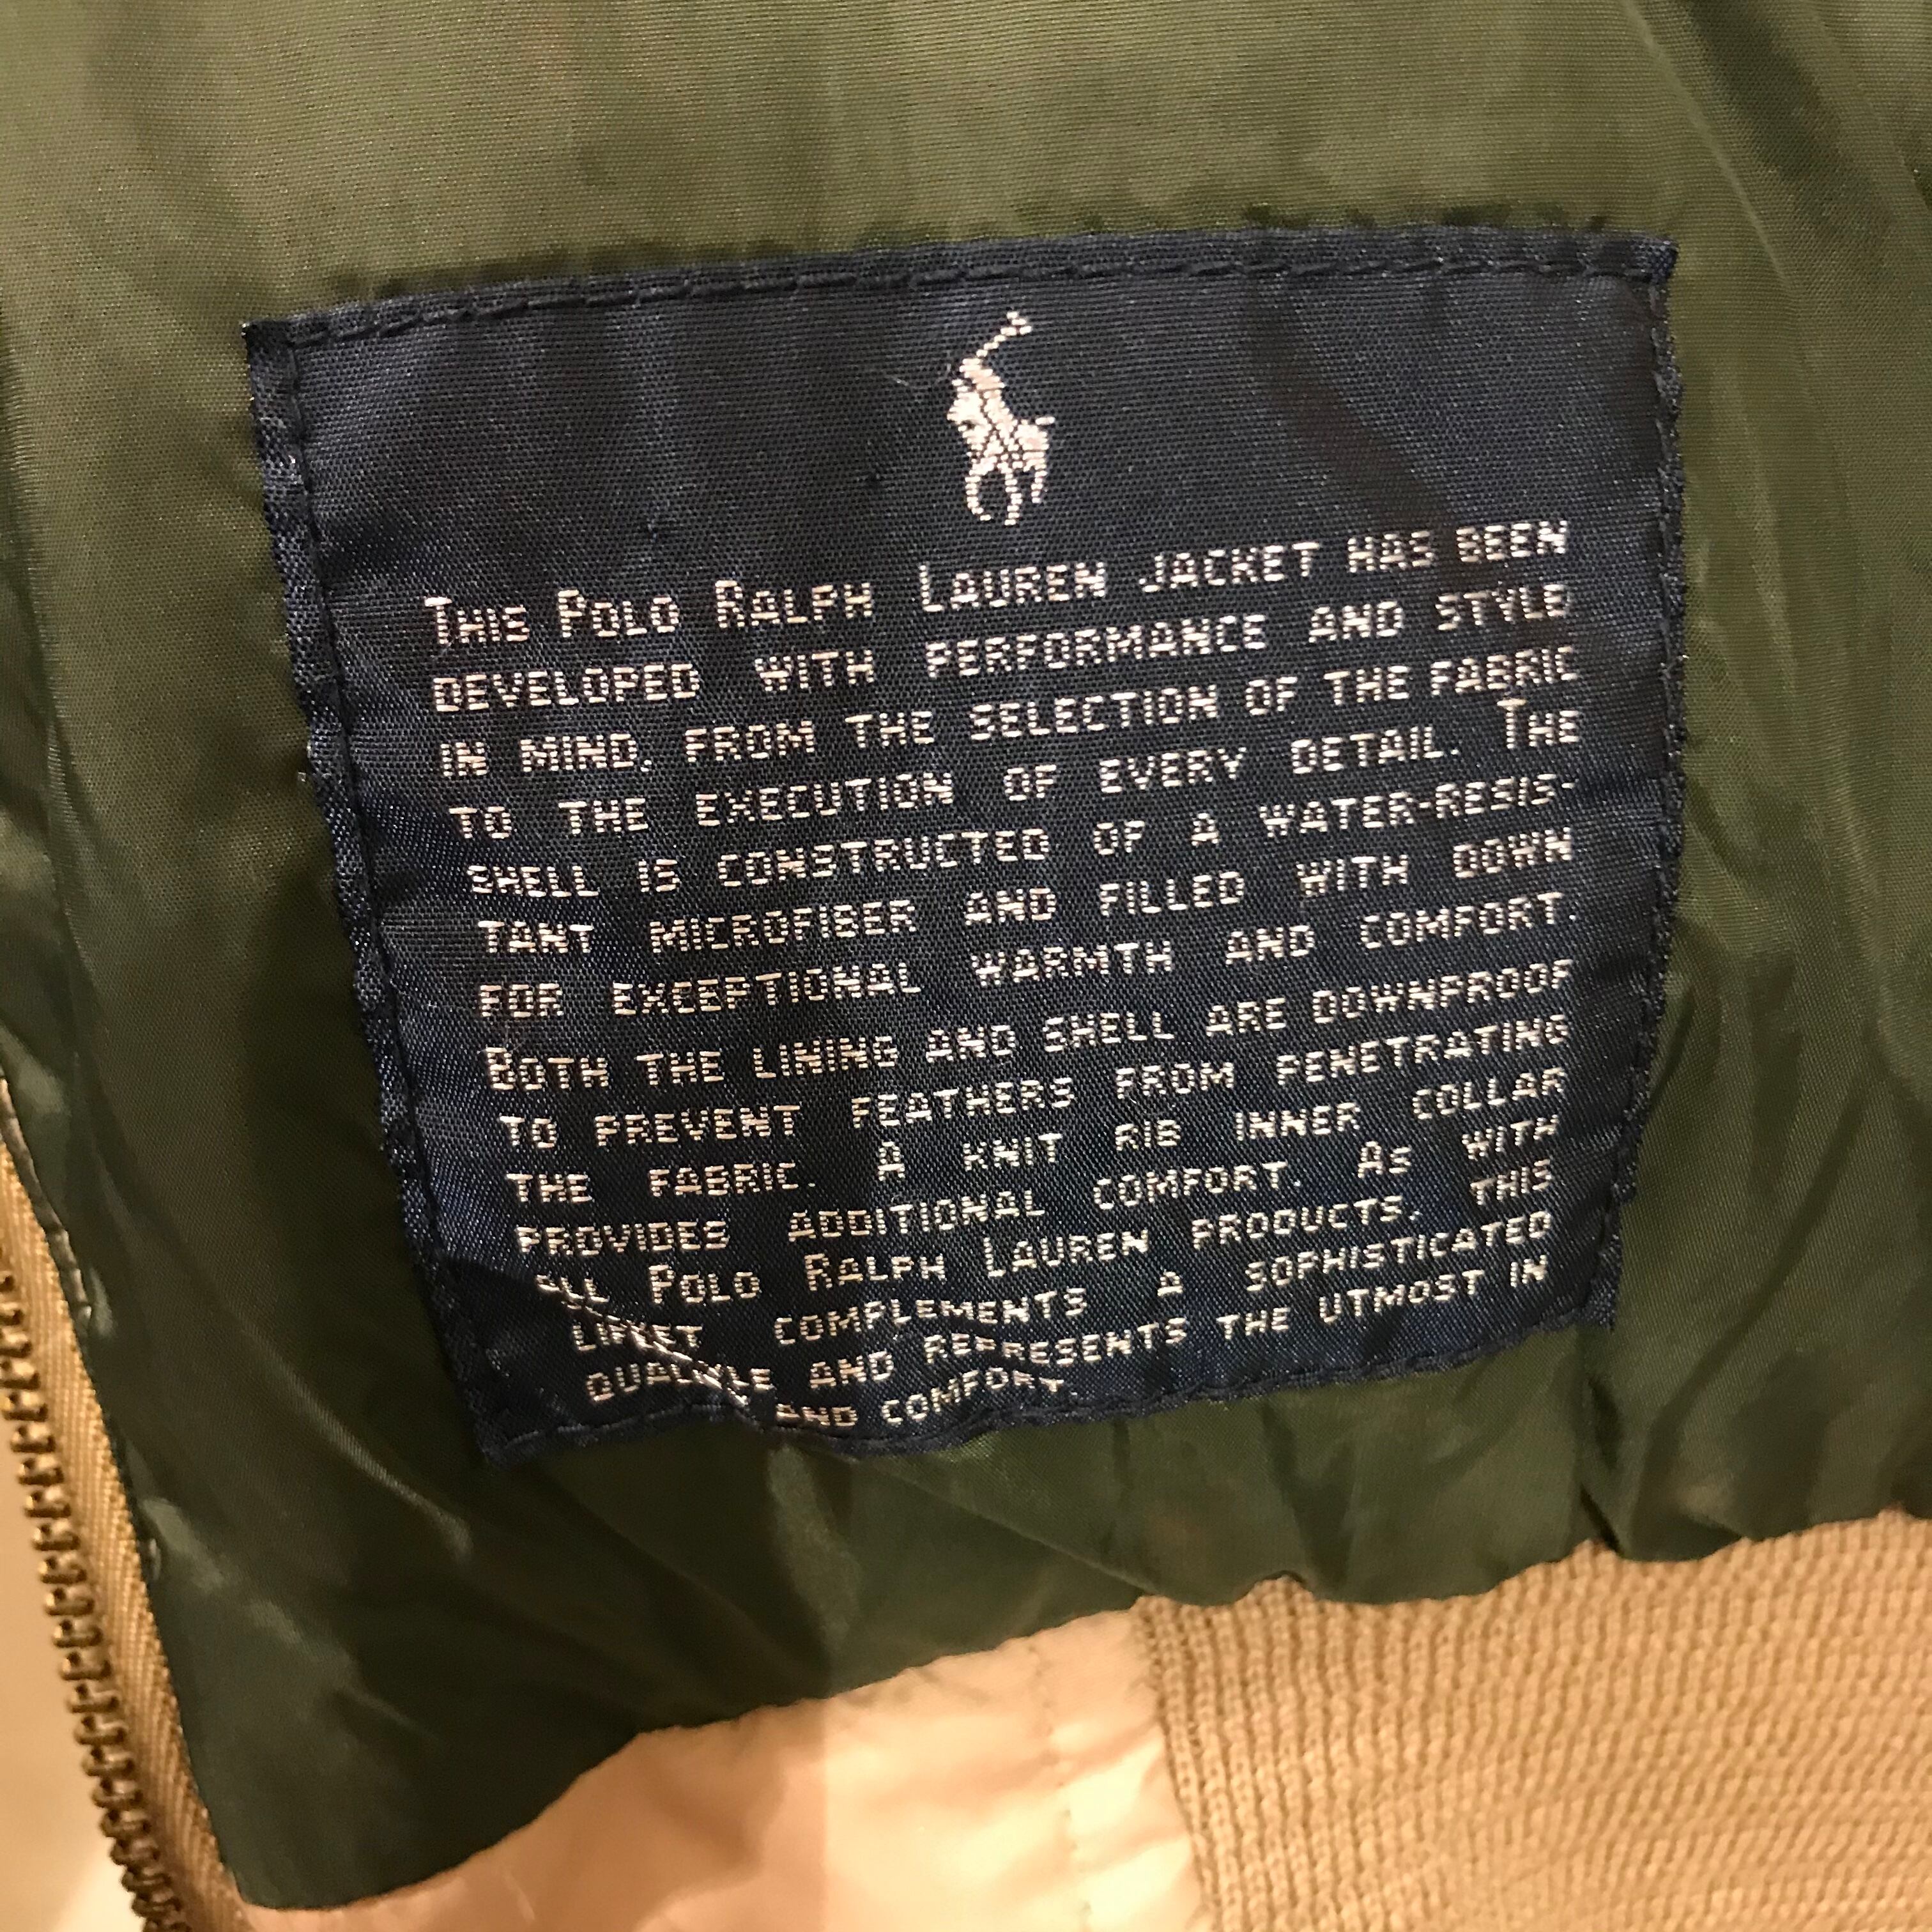 This Polo Ralph Lauren jacket has been
developed with performance and style
in mind, from the selection of the fabric
to the execution of every detail. The
shell is constructed of a water-resis-
tant microfiber and filled with down
for exceptional warmth and comfort.
Both the lining and shell are downproof
to prevent feathers from penetrating
the fabric. A knit rib inner collar
provides additional comfort. As with
all Polo Ralph Lauren products, this
complements a sophisticated
and represents the utmost in
and comfort.